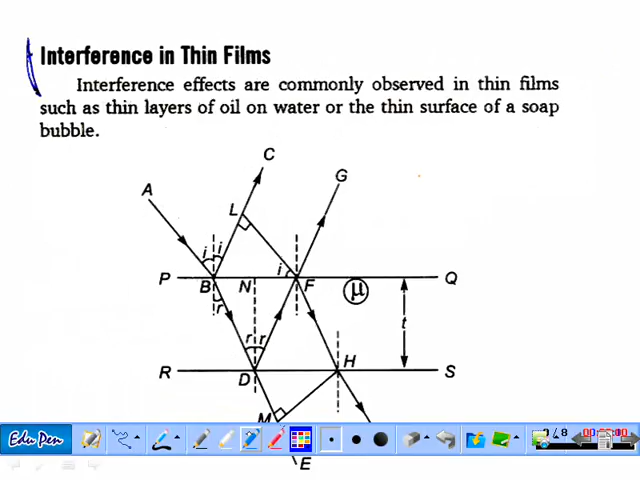 Interference in Thin Films
Interference effects are commonly observed in thin films
such as thin layers of oil on water or the thin surface of a soap
bubble.
C
A
G
L
i i
i
P
B
N
F
μ
Q
r
t
r r
R
D
H
S
M
Edu Pen
/ 8
E